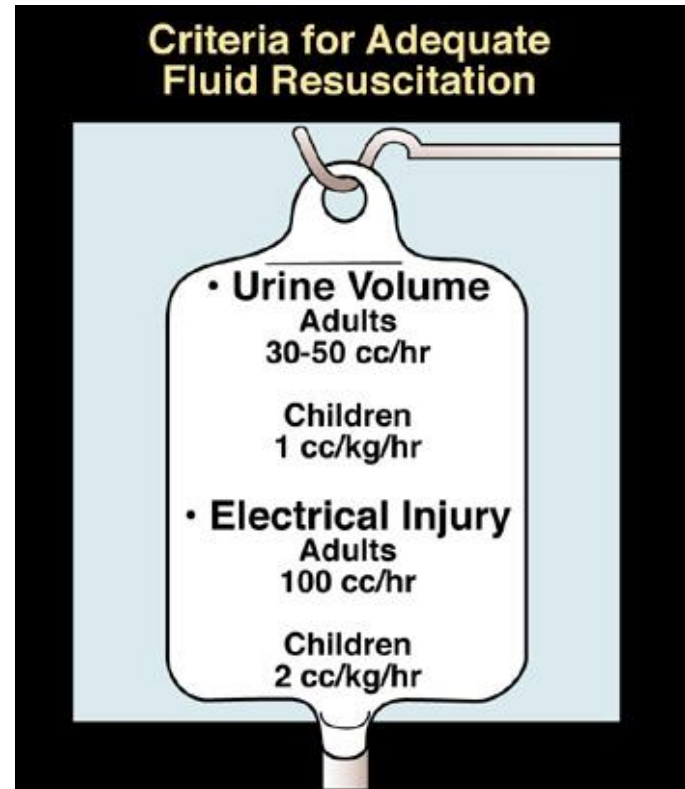 Criteria for Adequate
Fluid Resuscitation
• Urine Volume
Adults
30-50 cc/hr
Children
1 cc/kg/hr
• Electrical Injury
Adults
100 cc/hr
Children
2 cc/kg/hr